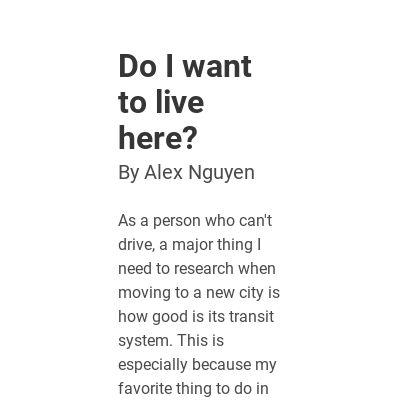 Do I want
to live
here?
By Alex Nguyen
As a person who can't
drive, a major thing I
need to research when
moving to a new city is
how good is its transit
system. This is
especially because my
favorite thing to do in